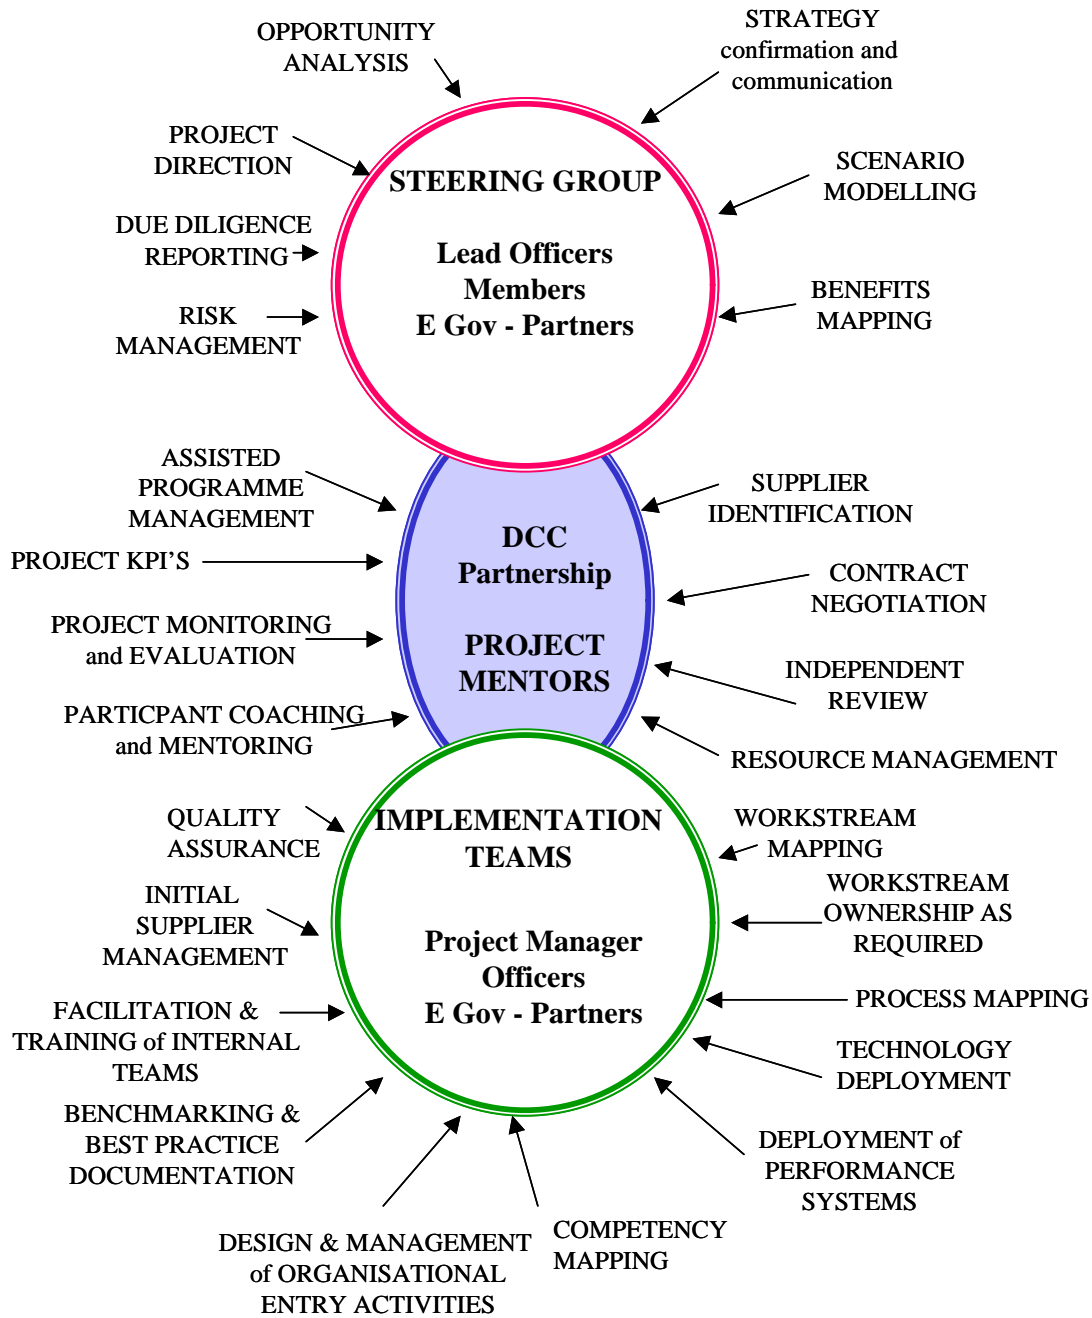 OPPORTUNITY
ANALYSIS
STRATEGY
confirmation and
communication
PROJECT
DIRECTION
SCENARIO
MODELLING
DUE DILIGENCE
REPORTING
BENEFITS
MAPPING
RISK
MANAGEMENT
STEERING GROUP
Lead Officers
Members
E Gov - Partners
ASSISTED
PROGRAMME
MANAGEMENT
SUPPLIER
IDENTIFICATION
PROJECT KPI'S
CONTRACT
NEGOTIATION
PROJECT MONITORING
and EVALUATION
INDEPENDENT
REVIEW
PARTICPANT COACHING
and MENTORING
RESOURCE MANAGEMENT
DCC
Partnership
PROJECT
MENTORS
QUALITY
ASSURANCE
WORKSTREAM
MAPPING
INITIAL
SUPPLIER
MANAGEMENT
WORKSTREAM
OWNERSHIP AS
REQUIRED
IMPLEMENTATION
TEAMS
Project Manager
Officers
E Gov - Partners
FACILITATION &
TRAINING of INTERNAL
TEAMS
PROCESS MAPPING
TECHNOLOGY
DEPLOYMENT
BENCHMARKING &
BEST PRACTICE
DOCUMENTATION
DEPLOYMENT of
PERFORMANCE
SYSTEMS
DESIGN & MANAGEMENT
of ORGANISATIONAL
ENTRY ACTIVITIES
COMPETENCY
MAPPING